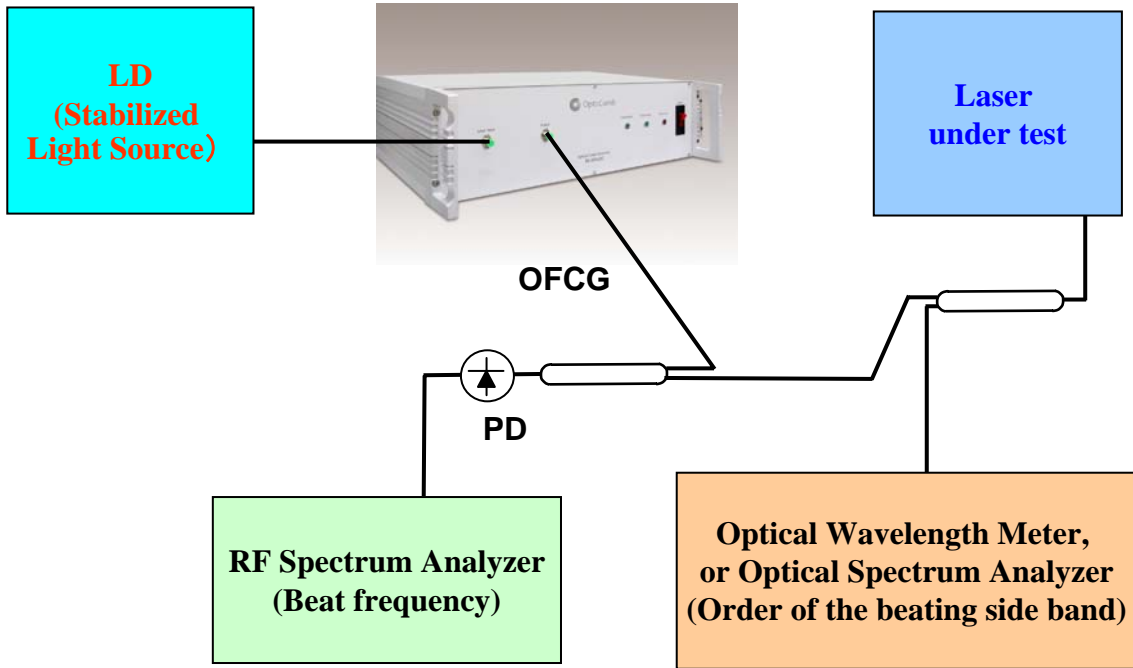 LD
(Stabilized
Light Source）
OptoComb
OFCG
Laser
under test
PD
RF Spectrum Analyzer
(Beat frequency)
Optical Wavelength Meter,
or Optical Spectrum Analyzer
(Order of the beating side band)